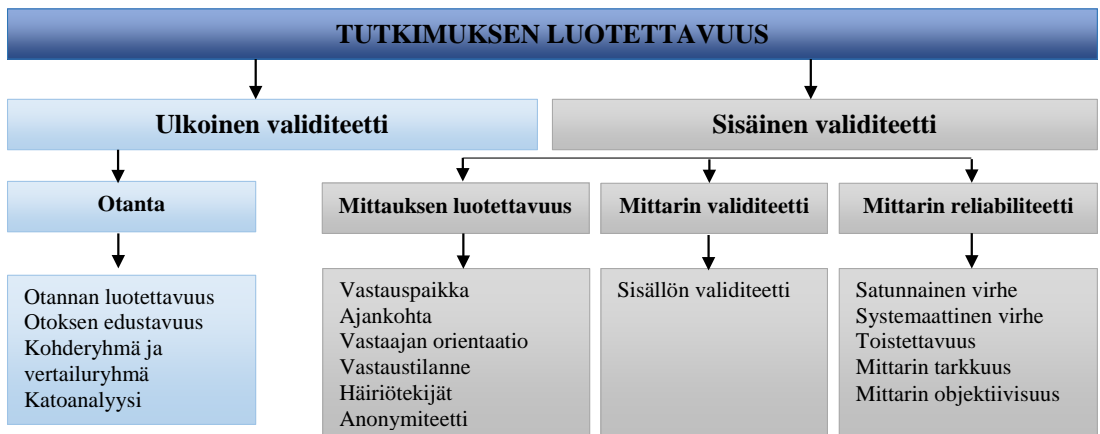 TUTKIMUKSEN LUOTETTAVUUS
Ulkoinen validiteetti
Sisäinen validiteetti
Otanta
Mittauksen luotettavuus
Mittarin validiteetti
Mittarin reliabiliteetti
Otannan luotettavuus
Otoksen edustavuus
Kohderyhmä ja
vertailuryhmä
Katoanalyysi
Vastauspaikka
Ajankohta
Vastaajan orientaatio
Vastaustilanne
Häiriötekijät
Anonymiteetti
Sisällön validiteetti
Satunnainen virhe
Systemaattinen virhe
Toistettavuus
Mittarin tarkkuus
Mittarin objektiivisuus